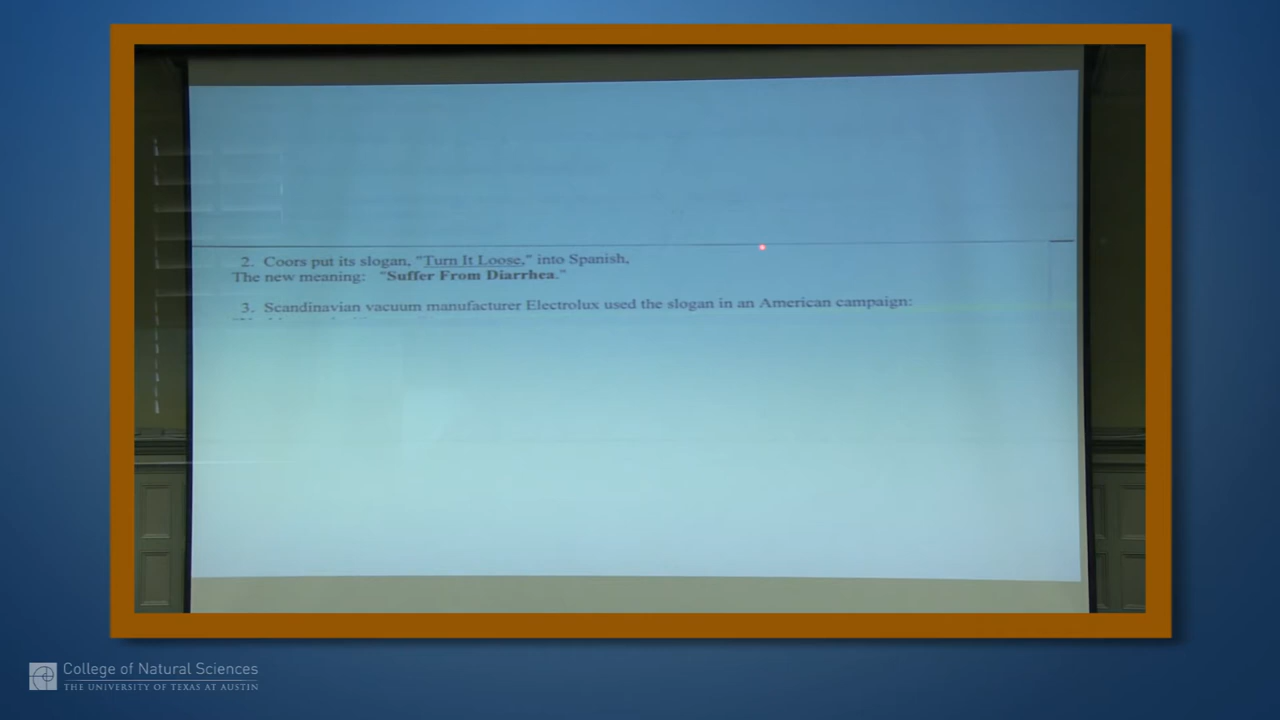 2. Coors put its slogan, "Turn It Loose," into Spanish,
The new meaning: "Suffer From Diarrhea."
3. Scandinavian vacuum manufacturer Electrolux used the slogan in an American campaign:
College of Natural Sciences
THE UNIVERSITY OF TEXAS AT AUSTIN